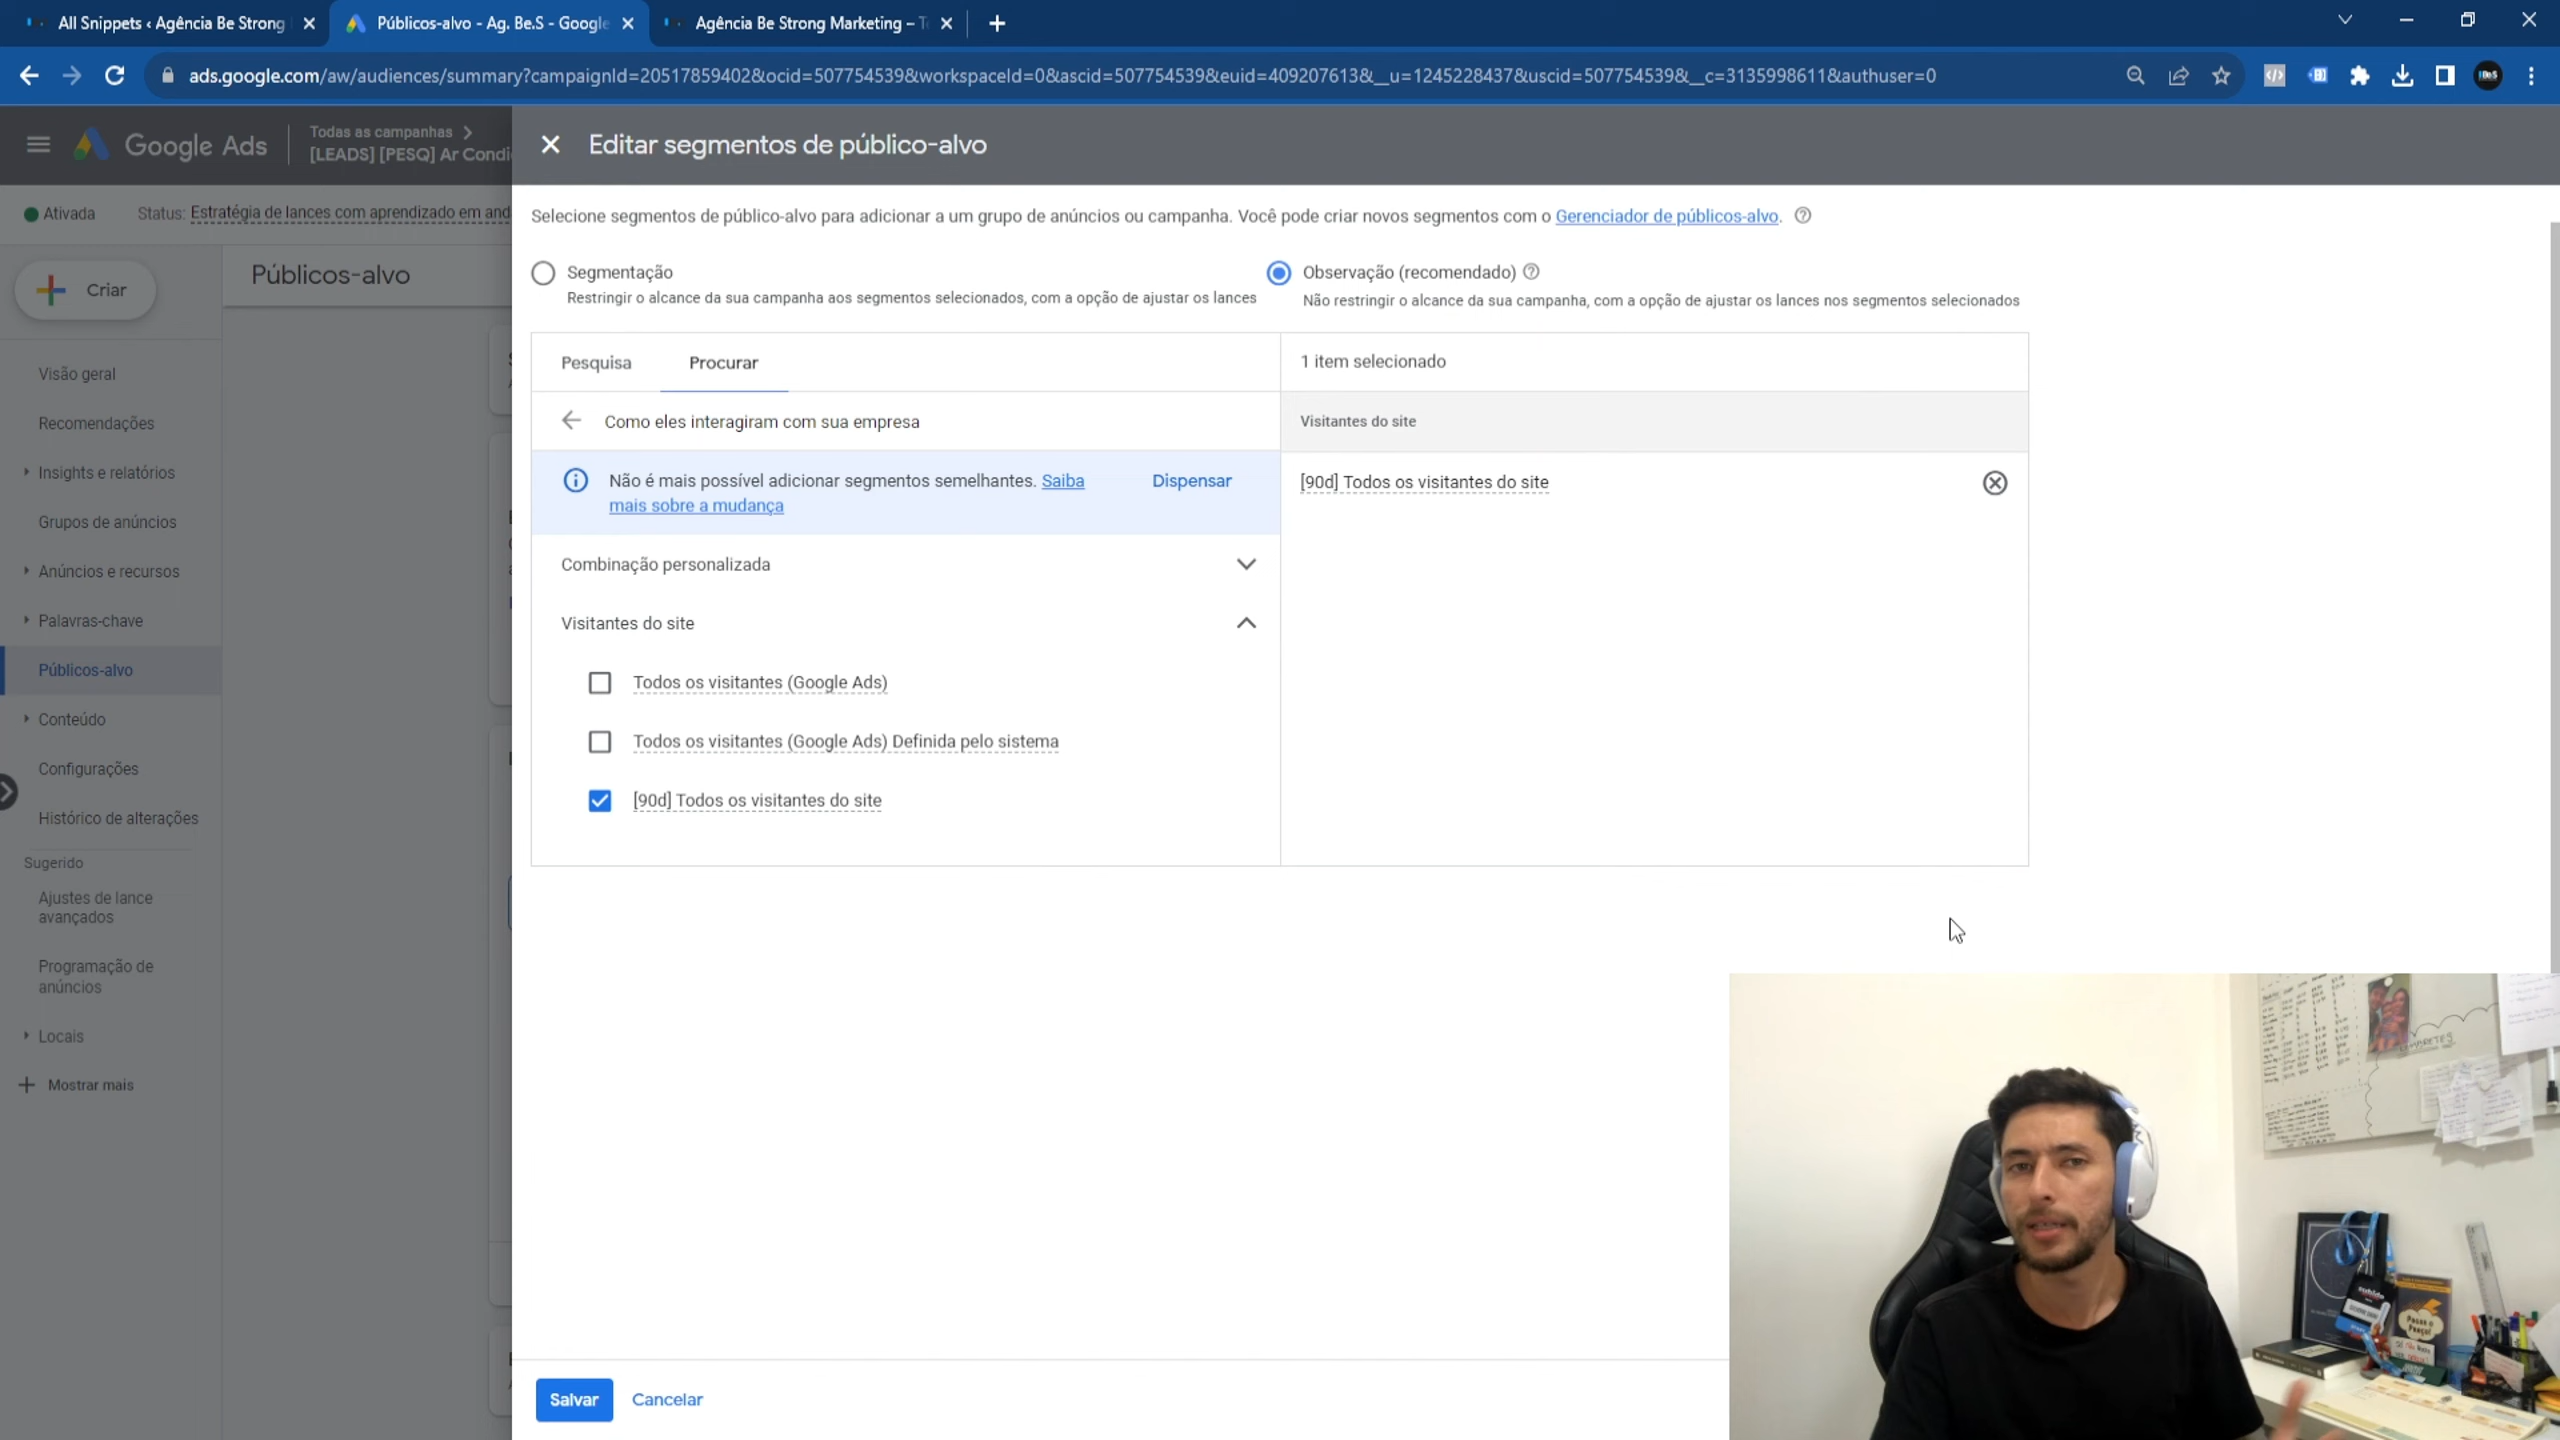 All Snippets ‹ Agência Be Strong
Públicos-alvo - Ag. Be.S - Google
Agência Be Strong Marketing –
ads.google.com/aw/audiences/summary?campaignId=20517859402&ocid=507754539&workspaceId=0&ascid=507754539&euid=409207613&__u=1245228437&uscid=507754539&__c=3135998611&authuser=0
Google Ads
Todas as campanhas
[LEADS] [PESQ] Ar Condi
Editar segmentos de público-alvo
Ativada
Status: Estratégia de lances com aprendizado em and
Criar
Públicos-alvo
Visão geral
Recomendações
Insights e relatórios
Grupos de anúncios
Anúncios e recursos
Palavras-chave
Públicos-alvo
Conteúdo
Configurações
Histórico de alterações
Sugerido
Ajustes de lance
avançados
Programação de
anúncios
Locais
Mostrar mais
Selecione segmentos de público-alvo para adicionar a um grupo de anúncios ou campanha. Você pode criar novos segmentos com o Gerenciador de públicos-alvo.
Segmentação
Restringir o alcance da sua campanha aos segmentos selecionados, com a opção de ajustar os lances
Observação (recomendado)
Não restringir o alcance da sua campanha, com a opção de ajustar os lances nos segmentos selecionados
Pesquisa
Procurar
1 item selecionado
Como eles interagiram com sua empresa
Visitantes do site
Não é mais possível adicionar segmentos semelhantes. Saiba
mais sobre a mudança
Dispensar
[90d] Todos os visitantes do site
Combinação personalizada
Visitantes do site
Todos os visitantes (Google Ads)
Todos os visitantes (Google Ads) Definida pelo sistema
[90d] Todos os visitantes do site
Salvar
Cancelar